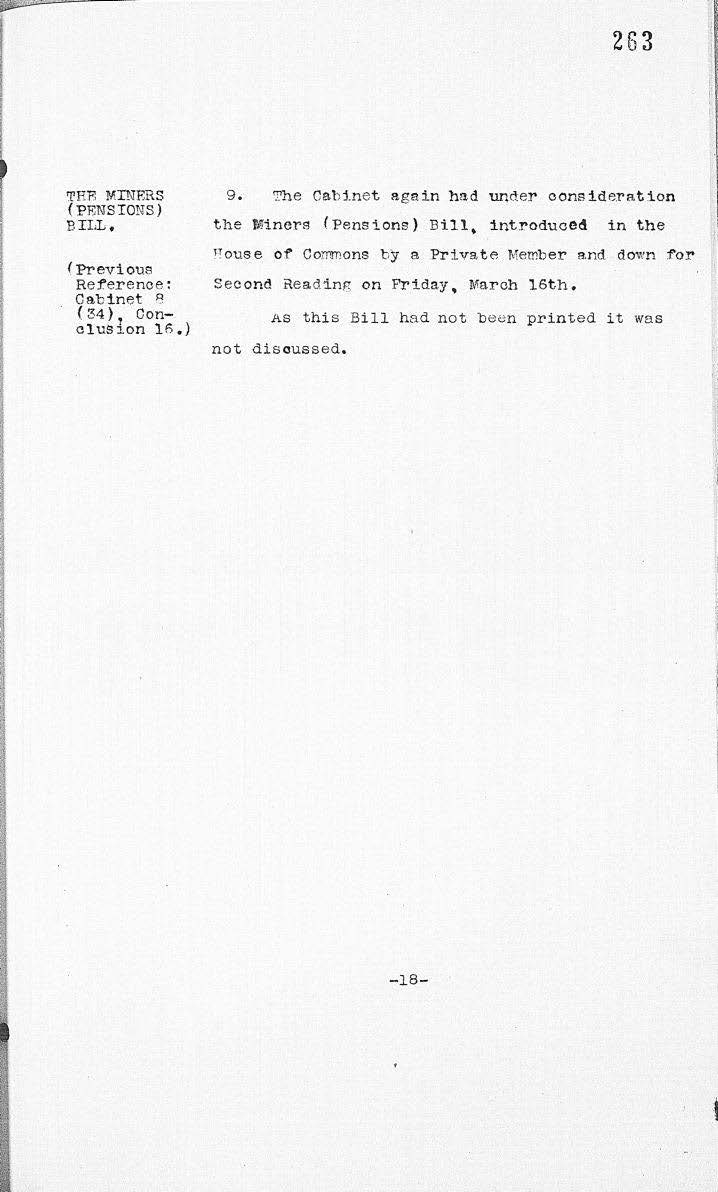 263
THE MINERS
(PENSIONS)
BILL.
(Previous
Reference:
Cabinet 8
(34), Con-
clusion 16.)
9. The Cabinet again had under consideration
the Miners (Pensions) Bill, introduced in the
House of Commons by a Private Member and down for
Second Reading on Friday, March 16th.
As this Bill had not been printed it was
not discussed.
-18-